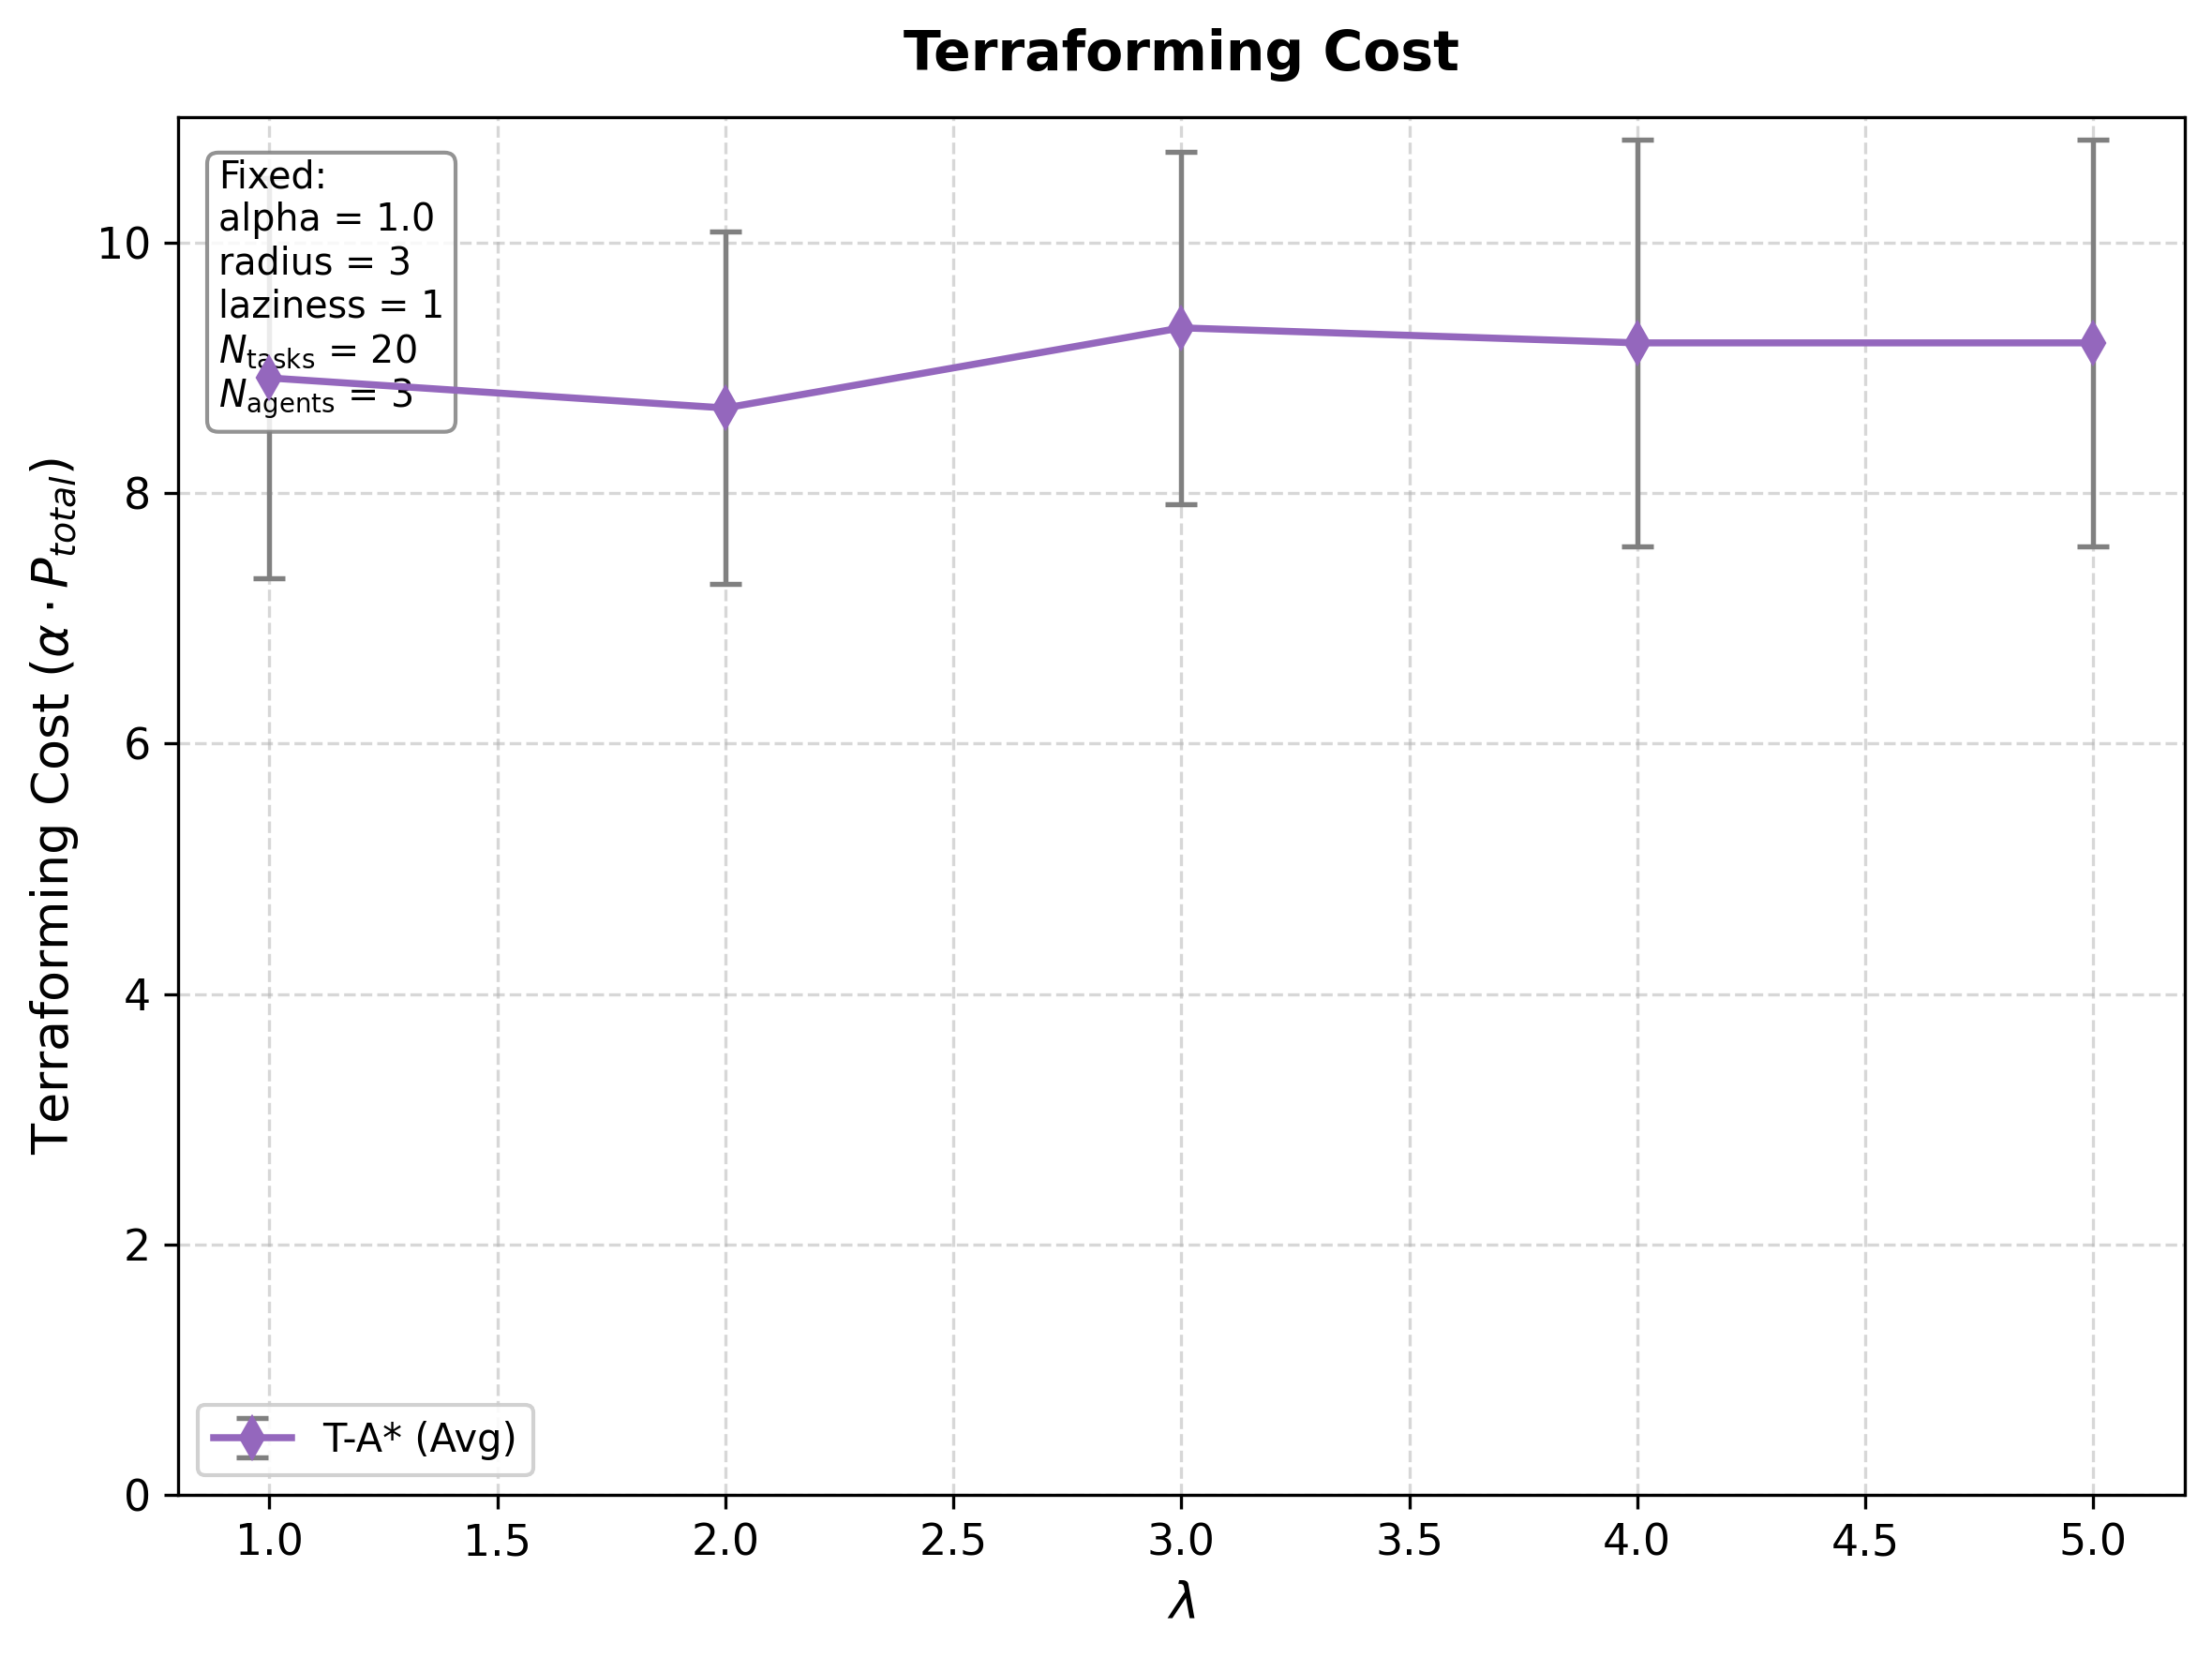 Terraforming Cost
Fixed:
alpha = 1.0
radius = 3
laziness = 1
N_tasks = 20
N_agents = 3
Terraforming Cost (α · P_total)
10
8
6
4
2
0
T-A* (Avg)
1.0 1.5 2.0 2.5 3.0 3.5 4.0 4.5 5.0
λ